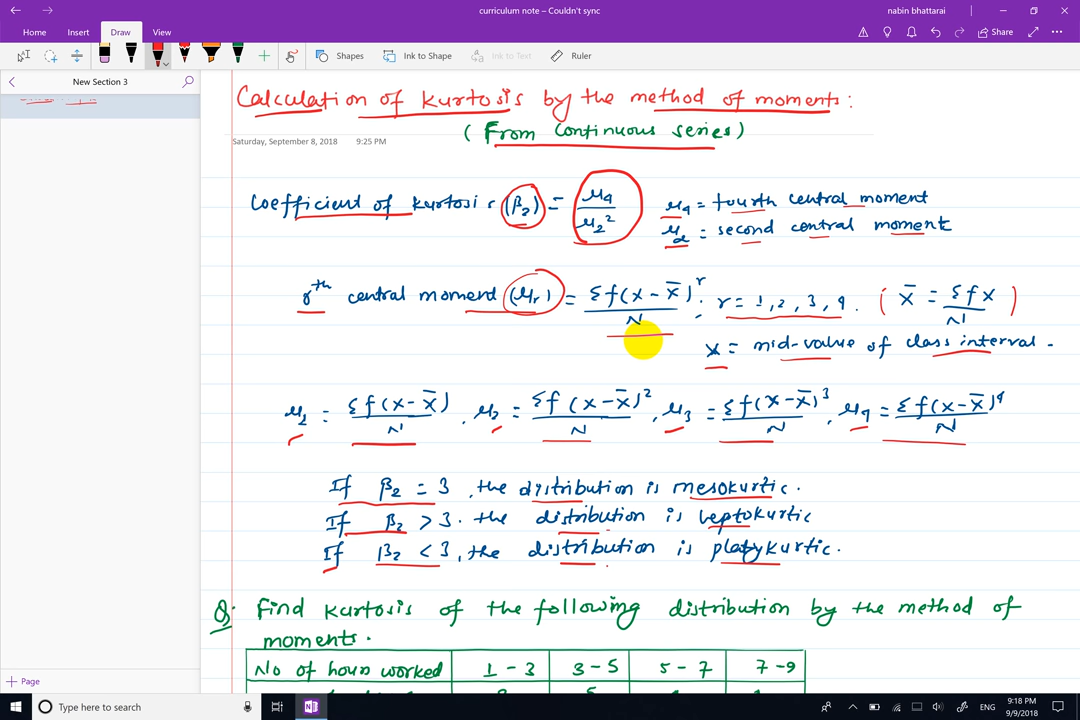 curriculum note – Couldn't sync
nabin bhattarai
Home Insert Draw View
Share
Shapes Ink to Shape Ink to Text Ruler
New Section 3
Calculation of Kurtosis by the method of moments:
(From continuous series)
Saturday, September 8, 2018 9:25 PM
Coefficient of Kurtosi: (β₂) = μ₄/μ₂² μ₄ = fourth central moment
μ₂ = second central moment
rᵗʰ central moment (μr) = Σf(x-x̄)ʳ/N, r = 1, 2, 3, 4. (x̄ = Σfx/N)
x = mid-value of class interval.
μ₁ = Σf(x-x̄)/N, μ₂ = Σf(x-x̄)²/N, μ₃ = Σf(x-x̄)³/N, μ₄ = Σf(x-x̄)⁴/N
If β₂ = 3, the distribution is mesokurtic.
If β₂ > 3. the distribution is leptokurtic
If β₂ < 3, the distribution is platykurtic.
Q: Find Kurtosis of the following distribution by the method of
moments.
No of hours worked 1-3 3-5 5-7 7-9
+ Page
Type here to search
ENG
9:18 PM
9/9/2018